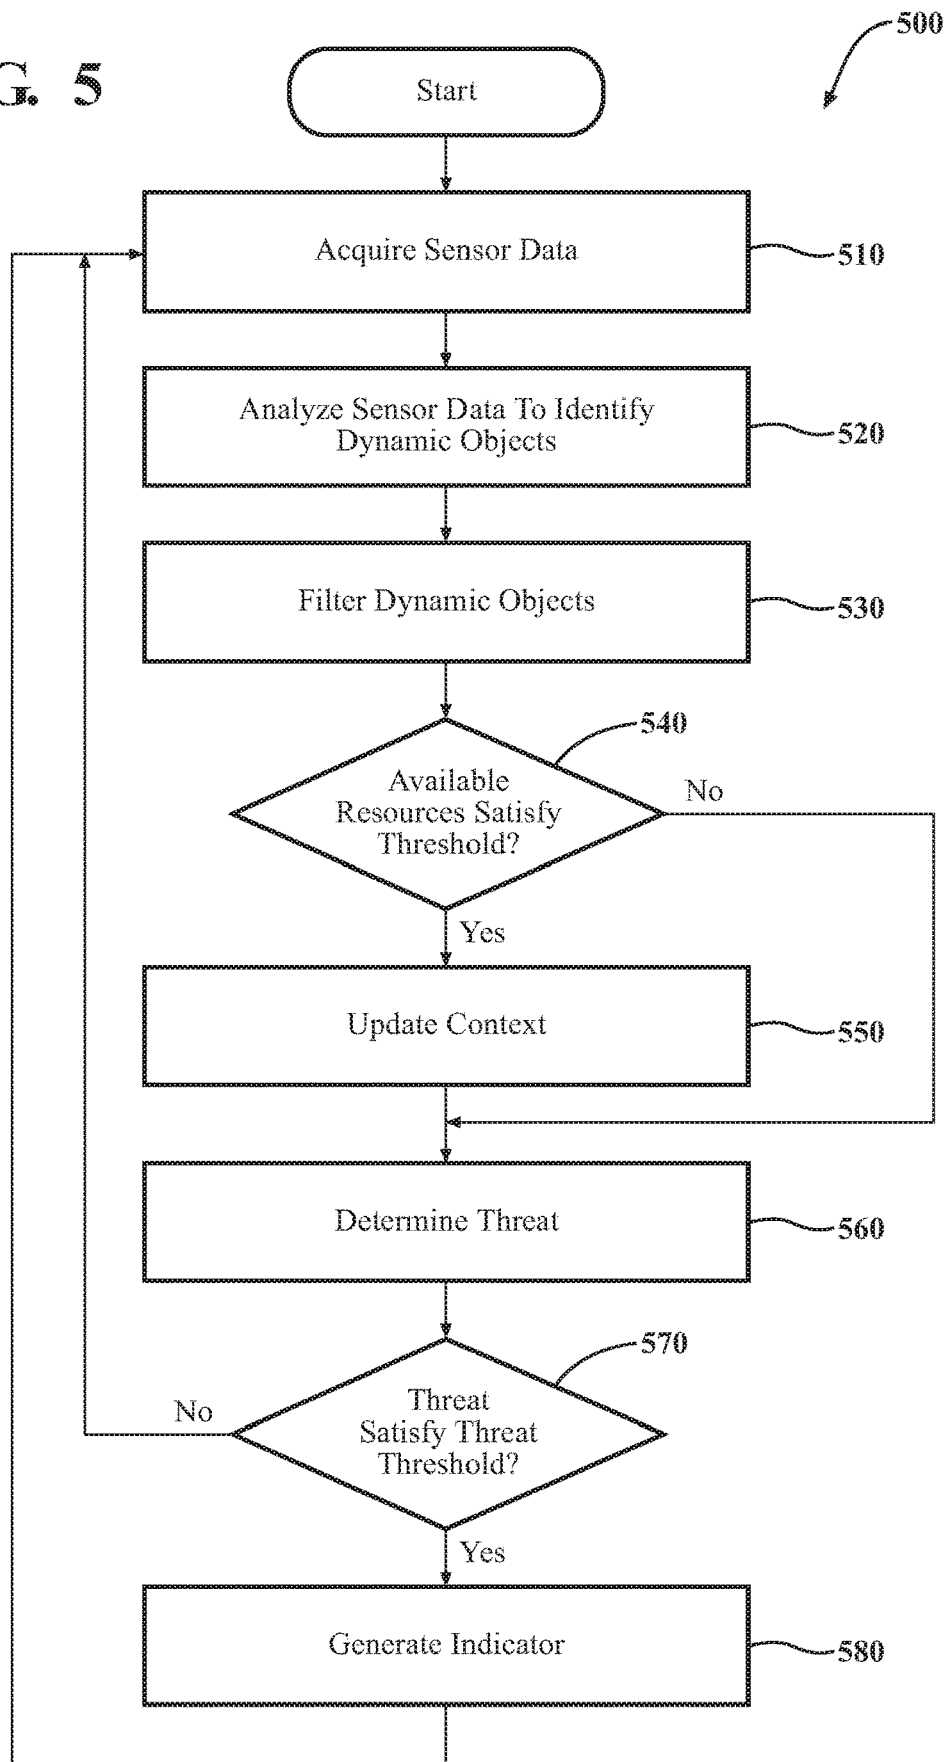 G. 5
500
Start
Acquire Sensor Data
510
Analyze Sensor Data To Identify
Dynamic Objects
520
Filter Dynamic Objects
530
540
Available
Resources Satisfy
Threshold?
No
Yes
Update Context
550
Determine Threat
560
570
Threat
Satisfy Threat
Threshold?
No
Yes
Generate Indicator
580